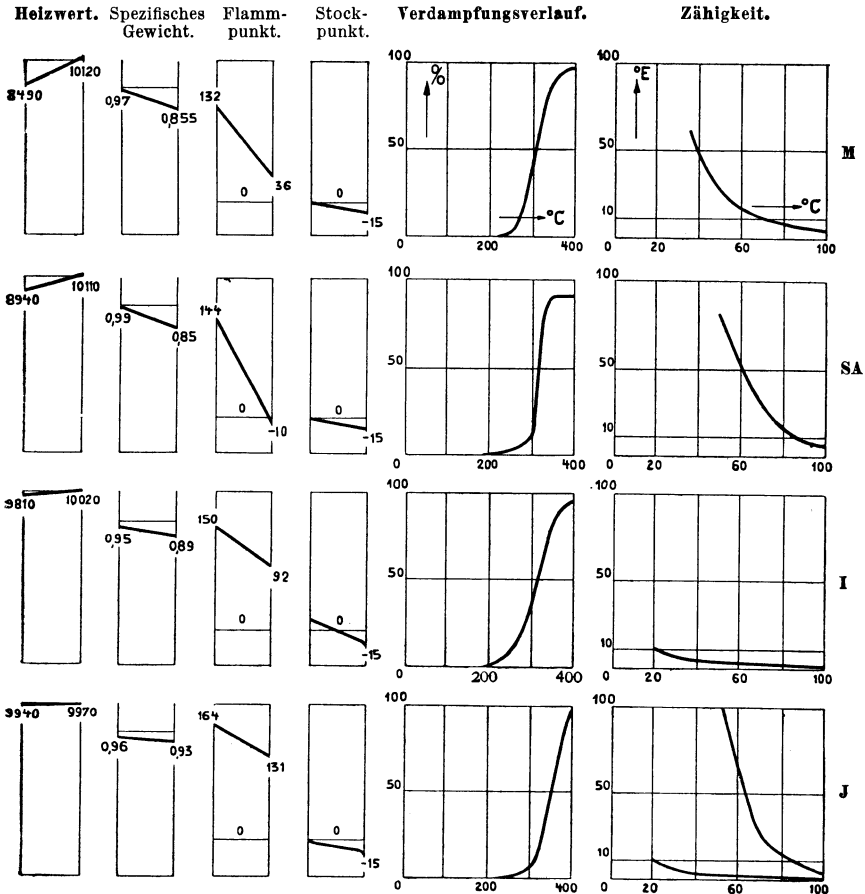 Heizwert. Spezifisches Flamm- Stock- Verdampfungsverlauf. Zähigkeit.
Gewicht. punkt. punkt.
8490 10120 0,97 0,855 132 36 0 0 -15 100 % 50 °C 0 200 400 100 °E 50 10 °C 0 20 60 100 M
8940 10110 0,99 0,85 144 0 -10 0 -15 100 50 0 200 400 100 50 10 0 20 60 100 SA
9810 10020 0,95 0,89 150 92 0 0 -15 100 50 0 200 400 100 50 10 0 20 60 100 I
9940 9970 0,96 0,93 164 131 0 0 -15 100 50 0 200 400 100 50 10 0 20 60 100 J